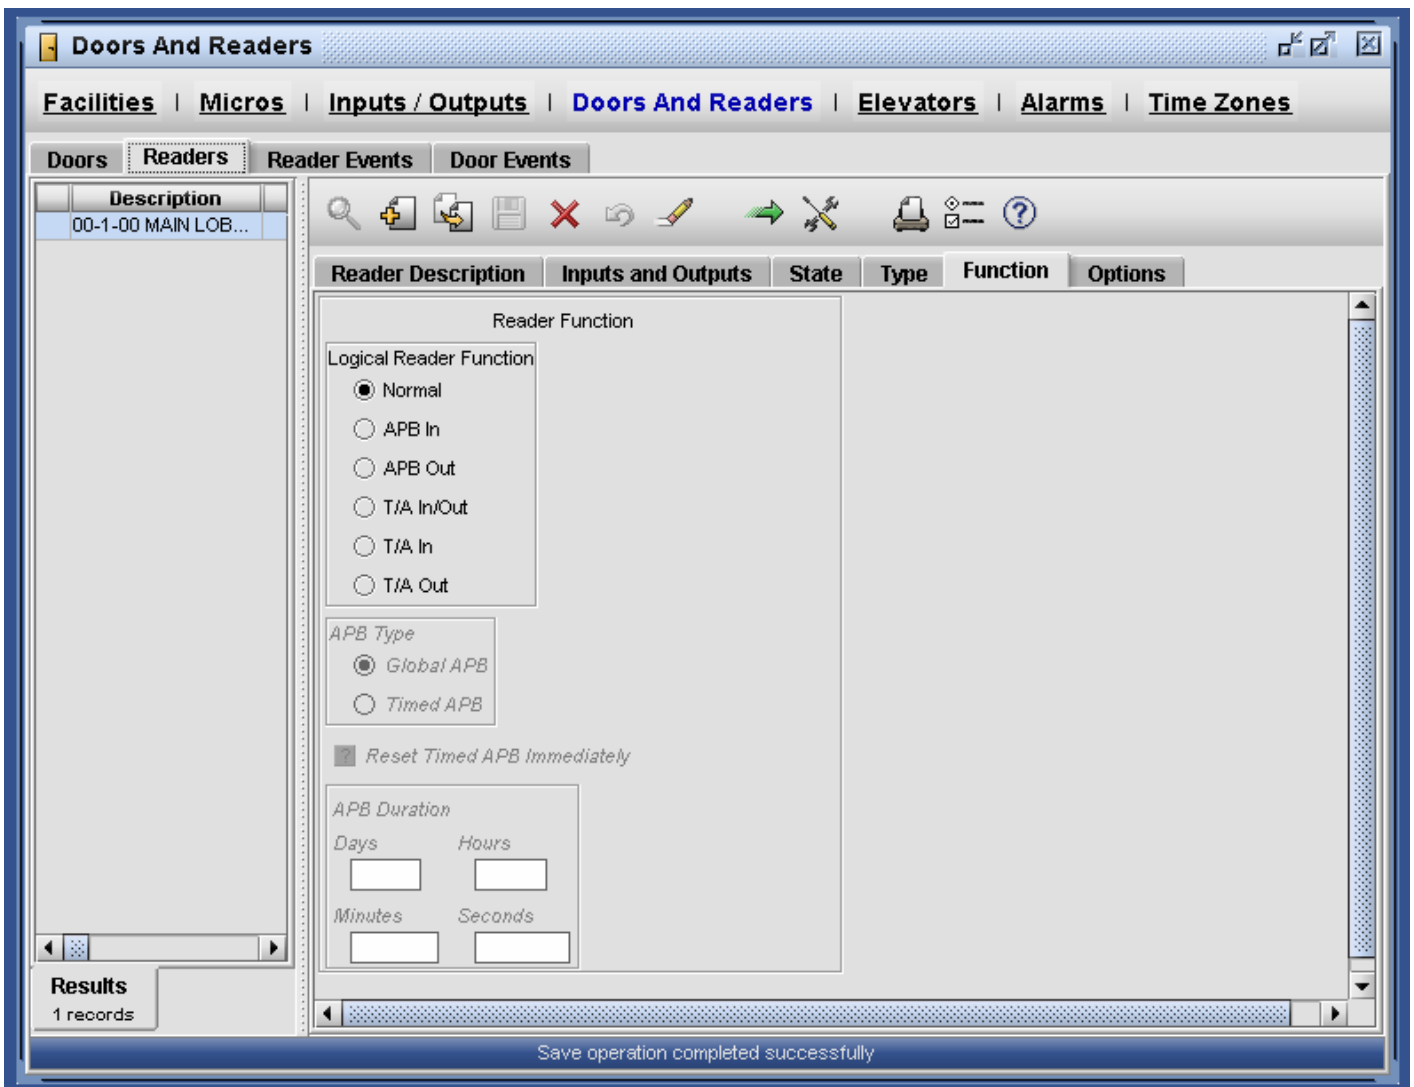 Doors And Readers
Facilities | Micros | Inputs / Outputs | Doors And Readers | Elevators | Alarms | Time Zones
Doors Readers Reader Events Door Events
Description
00-1-00 MAIN LOB...
Reader Description Inputs and Outputs State Type Function Options
Reader Function
Logical Reader Function
Normal
APB In
APB Out
T/A In/Out
T/A In
T/A Out
APB Type
Global APB
Timed APB
? Reset Timed APB Immediately
APB Duration
Days Hours
Minutes Seconds
Results
1 records
Save operation completed successfully